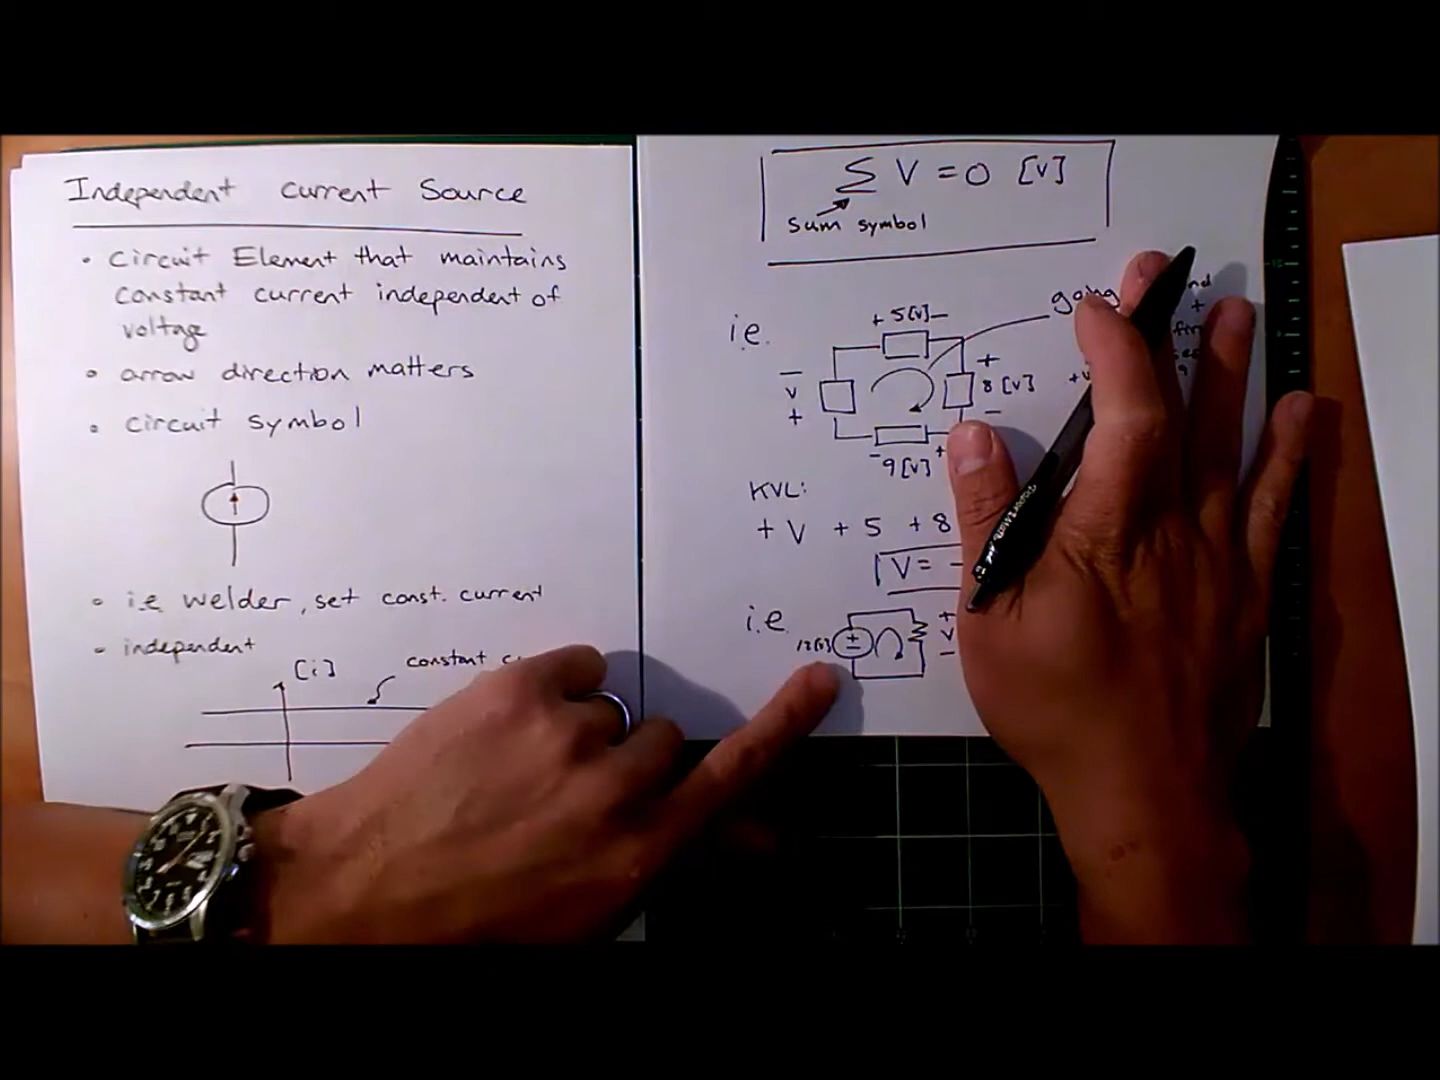 Independent Current Source
• Circuit Element that maintains
constant current independent of
voltage
• arrow direction matters
• circuit symbol
• i.e. welder, set const. current
• independent
[i]
constant
Σ V = 0 [v]
sum symbol
i.e.
+ 5[v] -
going
- v +
+ 8 [v] -
- 9[v] +
KVL:
+ V + 5 + 8
V = -
i.e.
12[v]
+ v -